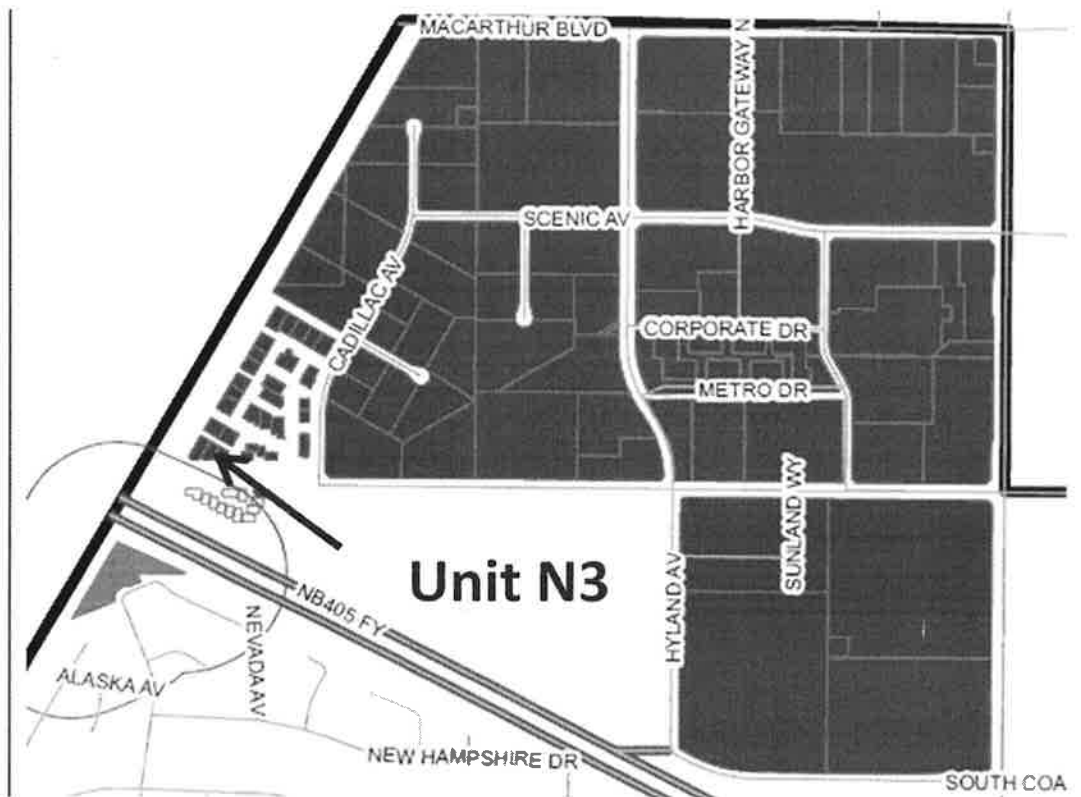 MACARTHUR BLVD
HARBOR GATEWAY N
SCENIC AV
CADILLAC AV
CORPORATE DR
METRO DR
SUNLAND WY
Unit N3
HYLAND AV
NB405 FY
NEVADA AV
ALASKA AV
NEW HAMPSHIRE DR
SOUTH COA